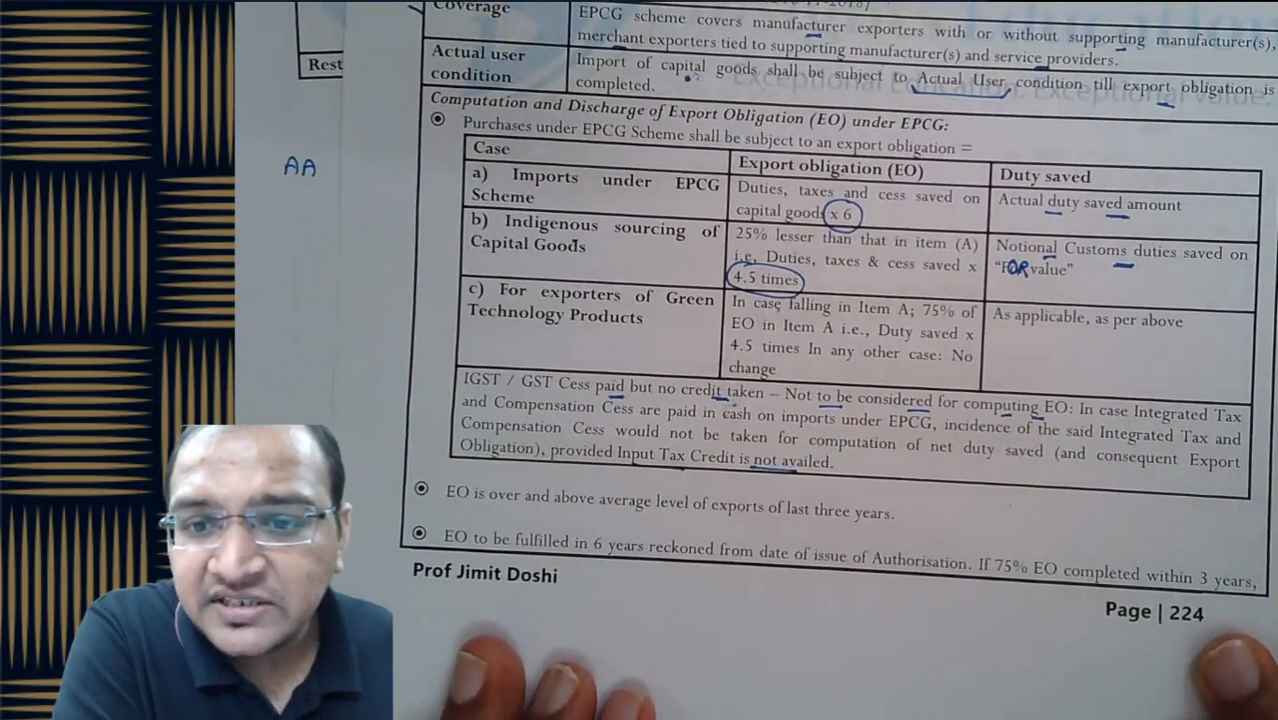 Coverage
EPCG scheme covers manufacturer exporters with or without supporting manufacturer(s),
merchant exporters tied to supporting manufacturer(s) and service providers.
Rest
Actual user
condition
Import of capital goods shall be subject to Actual User condition till export obligation is
completed.
Computation and Discharge of Export Obligation (EO) under EPCG:
Purchases under EPCG Scheme shall be subject to an export obligation =
AA
Case
Export obligation (EO)
Duty saved
a) Imports under EPCG
Scheme
Duties, taxes and cess saved on
capital goods x 6
Actual duty saved amount
b) Indigenous sourcing of
Capital Goods
25% lesser than that in item (A)
i.e. Duties, taxes & cess saved x
4.5 times
Notional Customs duties saved on
"FOR value"
c) For exporters of Green
Technology Products
In case falling in Item A; 75% of
EO in Item A i.e., Duty saved x
4.5 times In any other case: No
change
As applicable, as per above
IGST / GST Cess paid but no credit taken – Not to be considered for computing EO: In case Integrated Tax
and Compensation Cess are paid in cash on imports under EPCG, incidence of the said Integrated Tax and
Compensation Cess would not be taken for computation of net duty saved (and consequent Export
Obligation), provided Input Tax Credit is not availed.
EO is over and above average level of exports of last three years.
EO to be fulfilled in 6 years reckoned from date of issue of Authorisation. If 75% EO completed within 3 years,
Prof Jimit Doshi
Page | 224